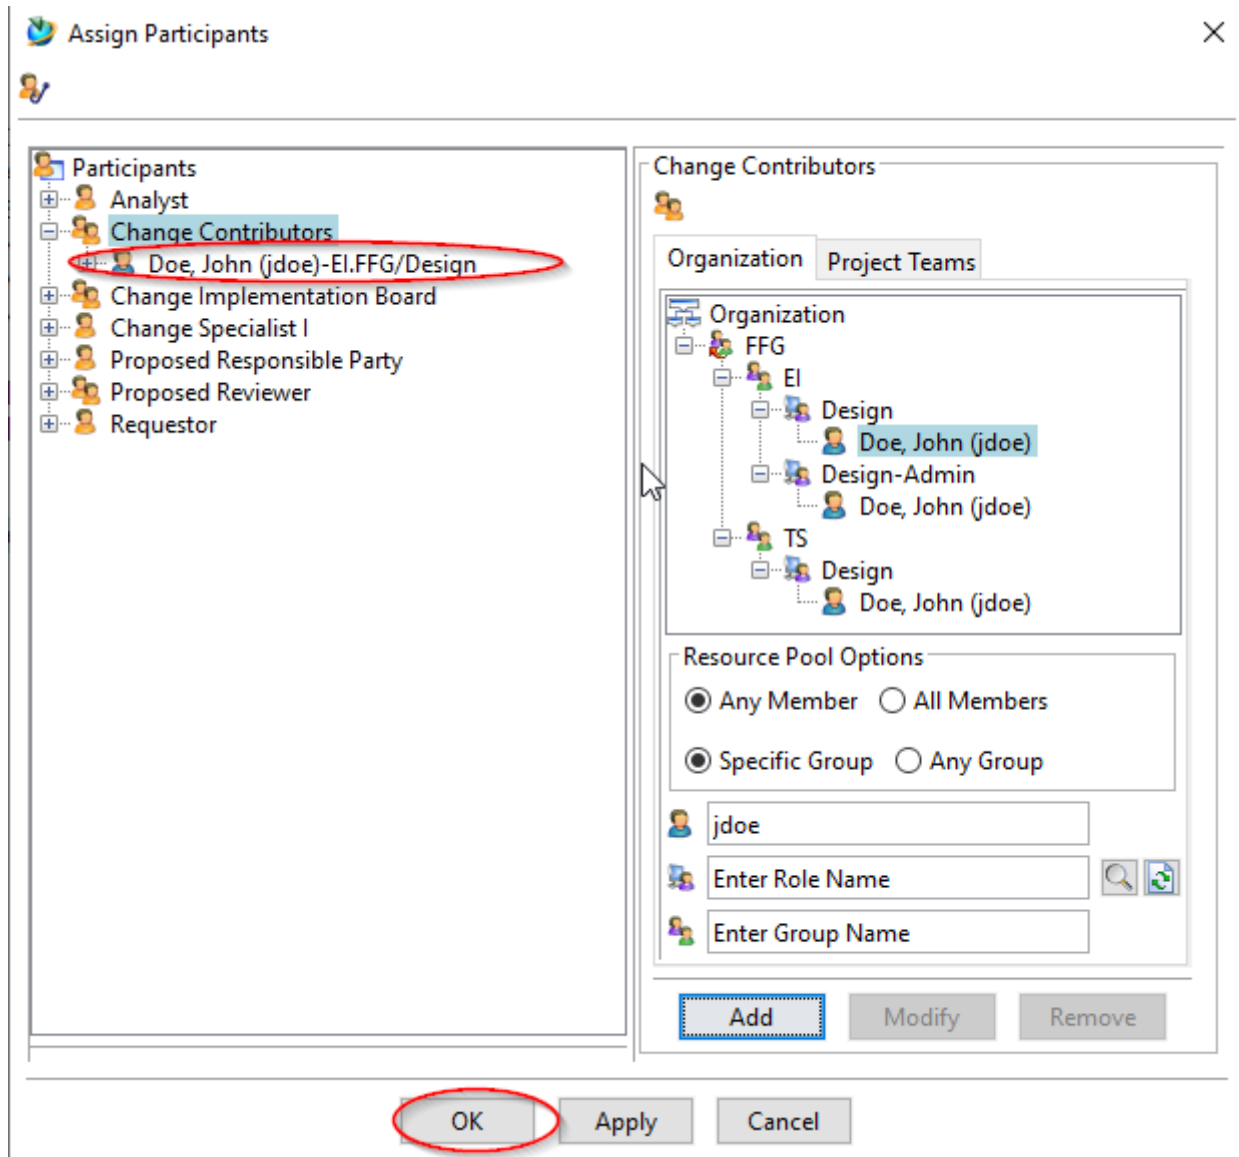 Assign Participants
Participants
Analyst
Change Contributors
Doe, John (jdoe)-EI.FFG/Design
Change Implementation Board
Change Specialist I
Proposed Responsible Party
Proposed Reviewer
Requestor
Change Contributors
Organization
Project Teams
Organization
FFG
EI
Design
Doe, John (jdoe)
Design-Admin
Doe, John (jdoe)
TS
Design
Doe, John (jdoe)
Resource Pool Options
Any Member
All Members
Specific Group
Any Group
jdoe
Enter Role Name
Enter Group Name
Add
Modify
Remove
OK
Apply
Cancel